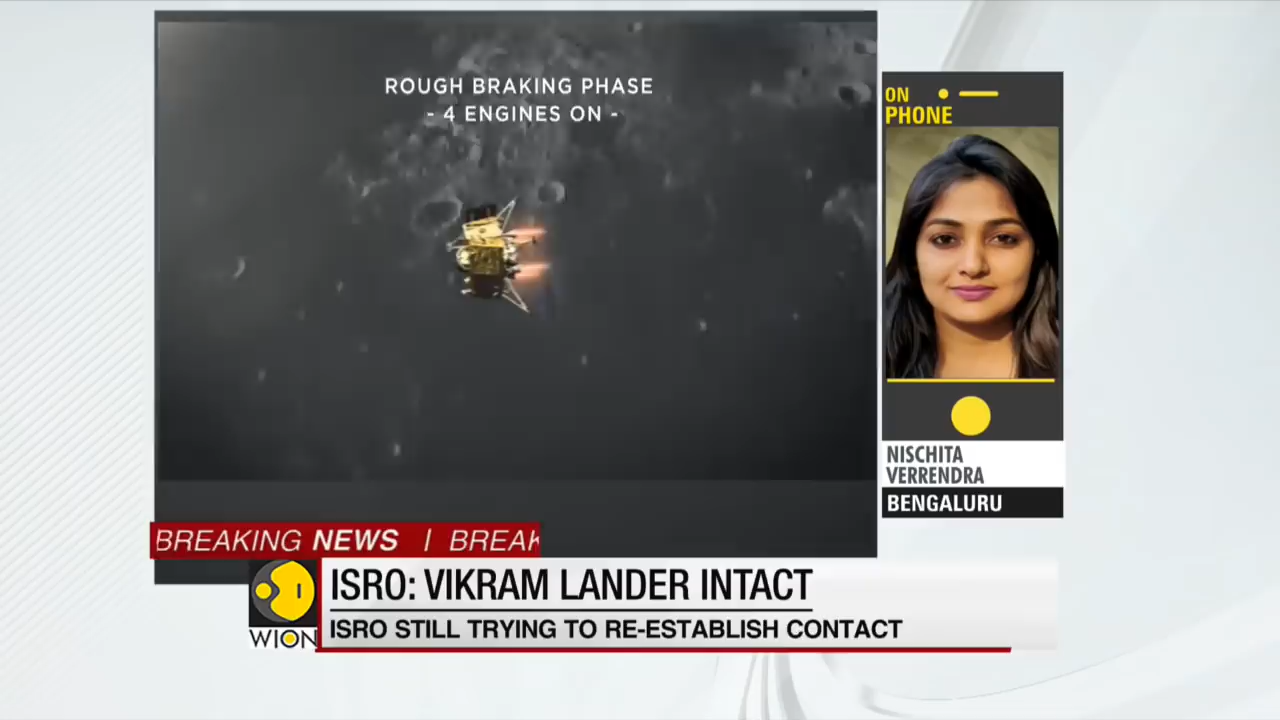 ROUGH BRAKING PHASE
- 4 ENGINES ON -
ON
PHONE
NISCHITA
VERRENDRA
BENGALURU
BREAKING NEWS | BREAK
ISRO: VIKRAM LANDER INTACT
ISRO STILL TRYING TO RE-ESTABLISH CONTACT
WION